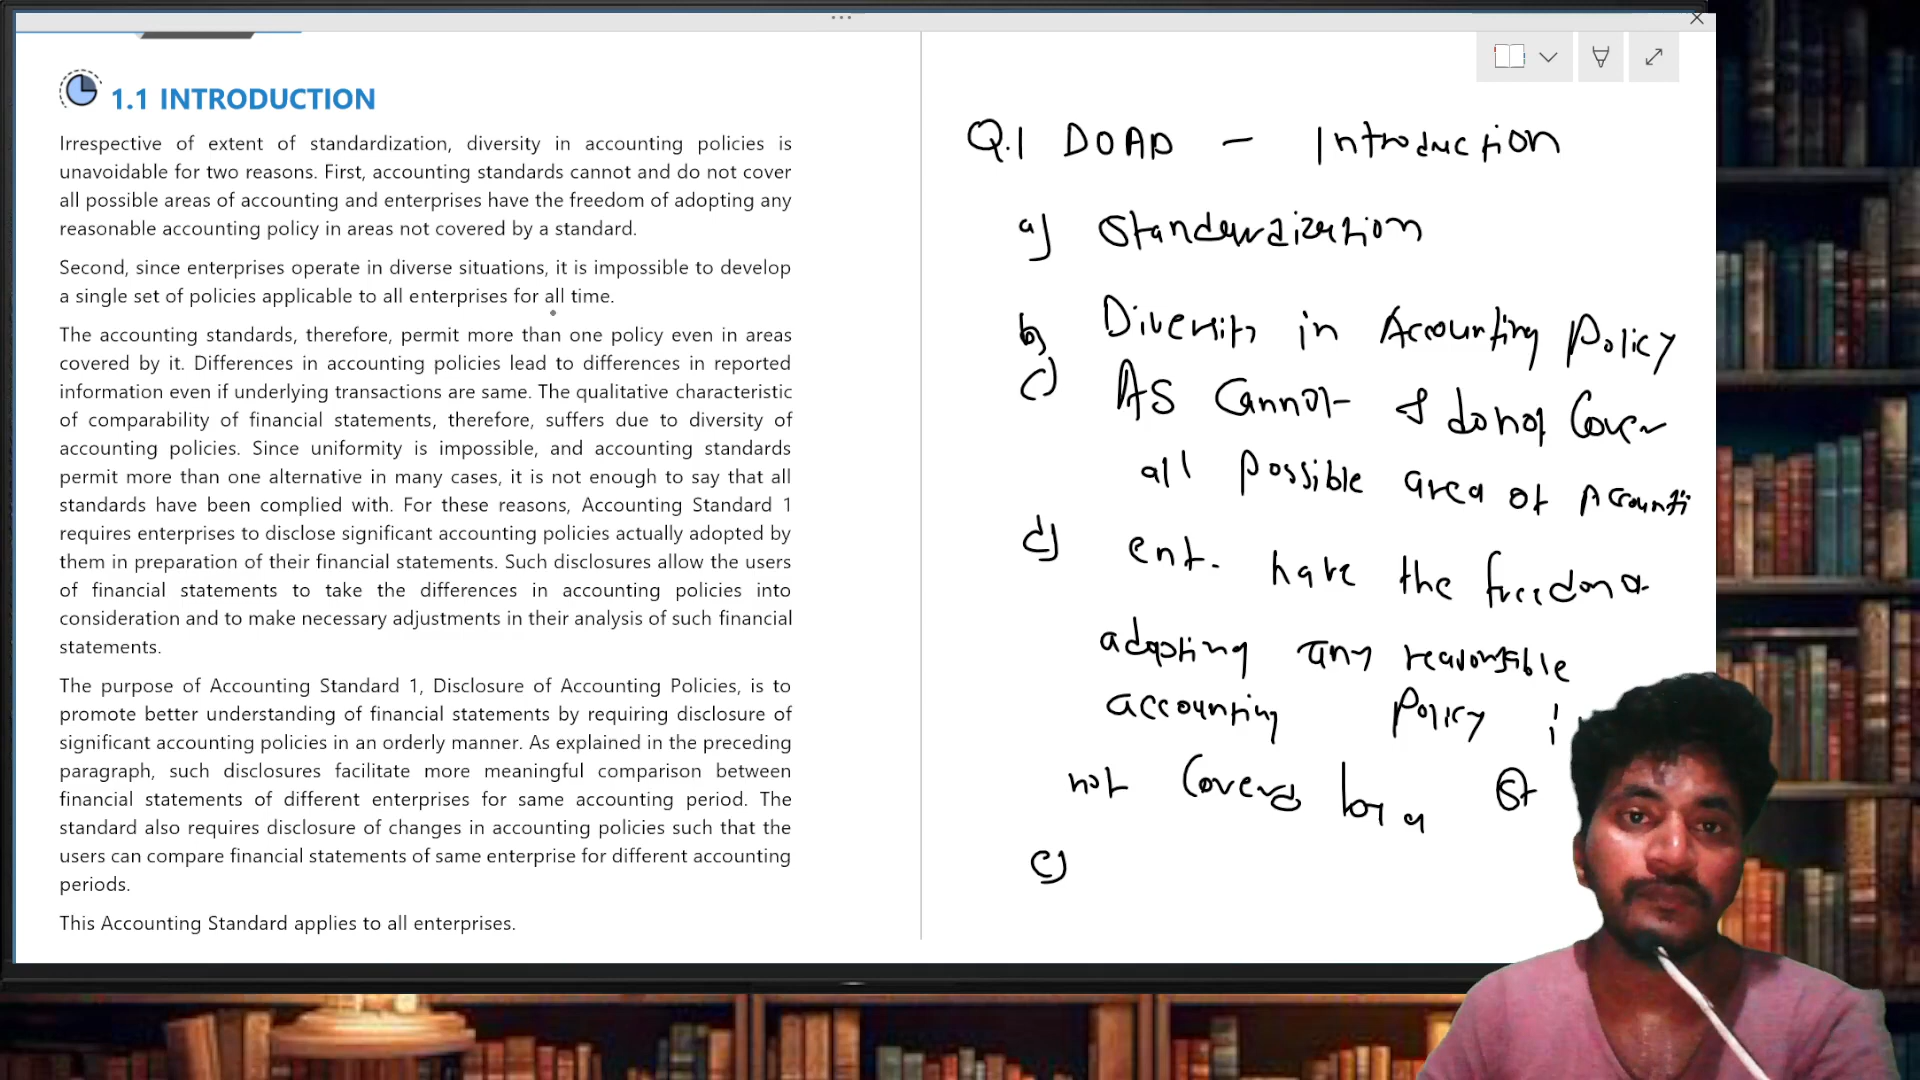 1.1 INTRODUCTION
Irrespective of extent of standardization, diversity in accounting policies is
unavoidable for two reasons. First, accounting standards cannot and do not cover
all possible areas of accounting and enterprises have the freedom of adopting any
reasonable accounting policy in areas not covered by a standard.
Second, since enterprises operate in diverse situations, it is impossible to develop
a single set of policies applicable to all enterprises for all time.
The accounting standards, therefore, permit more than one policy even in areas
covered by it. Differences in accounting policies lead to differences in reported
information even if underlying transactions are same. The qualitative characteristic
of comparability of financial statements, therefore, suffers due to diversity of
accounting policies. Since uniformity is impossible, and accounting standards
permit more than one alternative in many cases, it is not enough to say that all
standards have been complied with. For these reasons, Accounting Standard 1
requires enterprises to disclose significant accounting policies actually adopted by
them in preparation of their financial statements. Such disclosures allow the users
of financial statements to take the differences in accounting policies into
consideration and to make necessary adjustments in their analysis of such financial
statements.
The purpose of Accounting Standard 1, Disclosure of Accounting Policies, is to
promote better understanding of financial statements by requiring disclosure of
significant accounting policies in an orderly manner. As explained in the preceding
paragraph, such disclosures facilitate more meaningful comparison between
financial statements of different enterprises for same accounting period. The
standard also requires disclosure of changes in accounting policies such that the
users can compare financial statements of same enterprise for different accounting
periods.
This Accounting Standard applies to all enterprises.
Q.1 DOAP - Introduction
a) Standardization
b) Diversity in Accounting Policy
c) AS Cannot & do not Cover
all possible area of Accounti
d) ent. have the freedom
adopting any reasonable
accounting Policy
not Covered by a St
e)